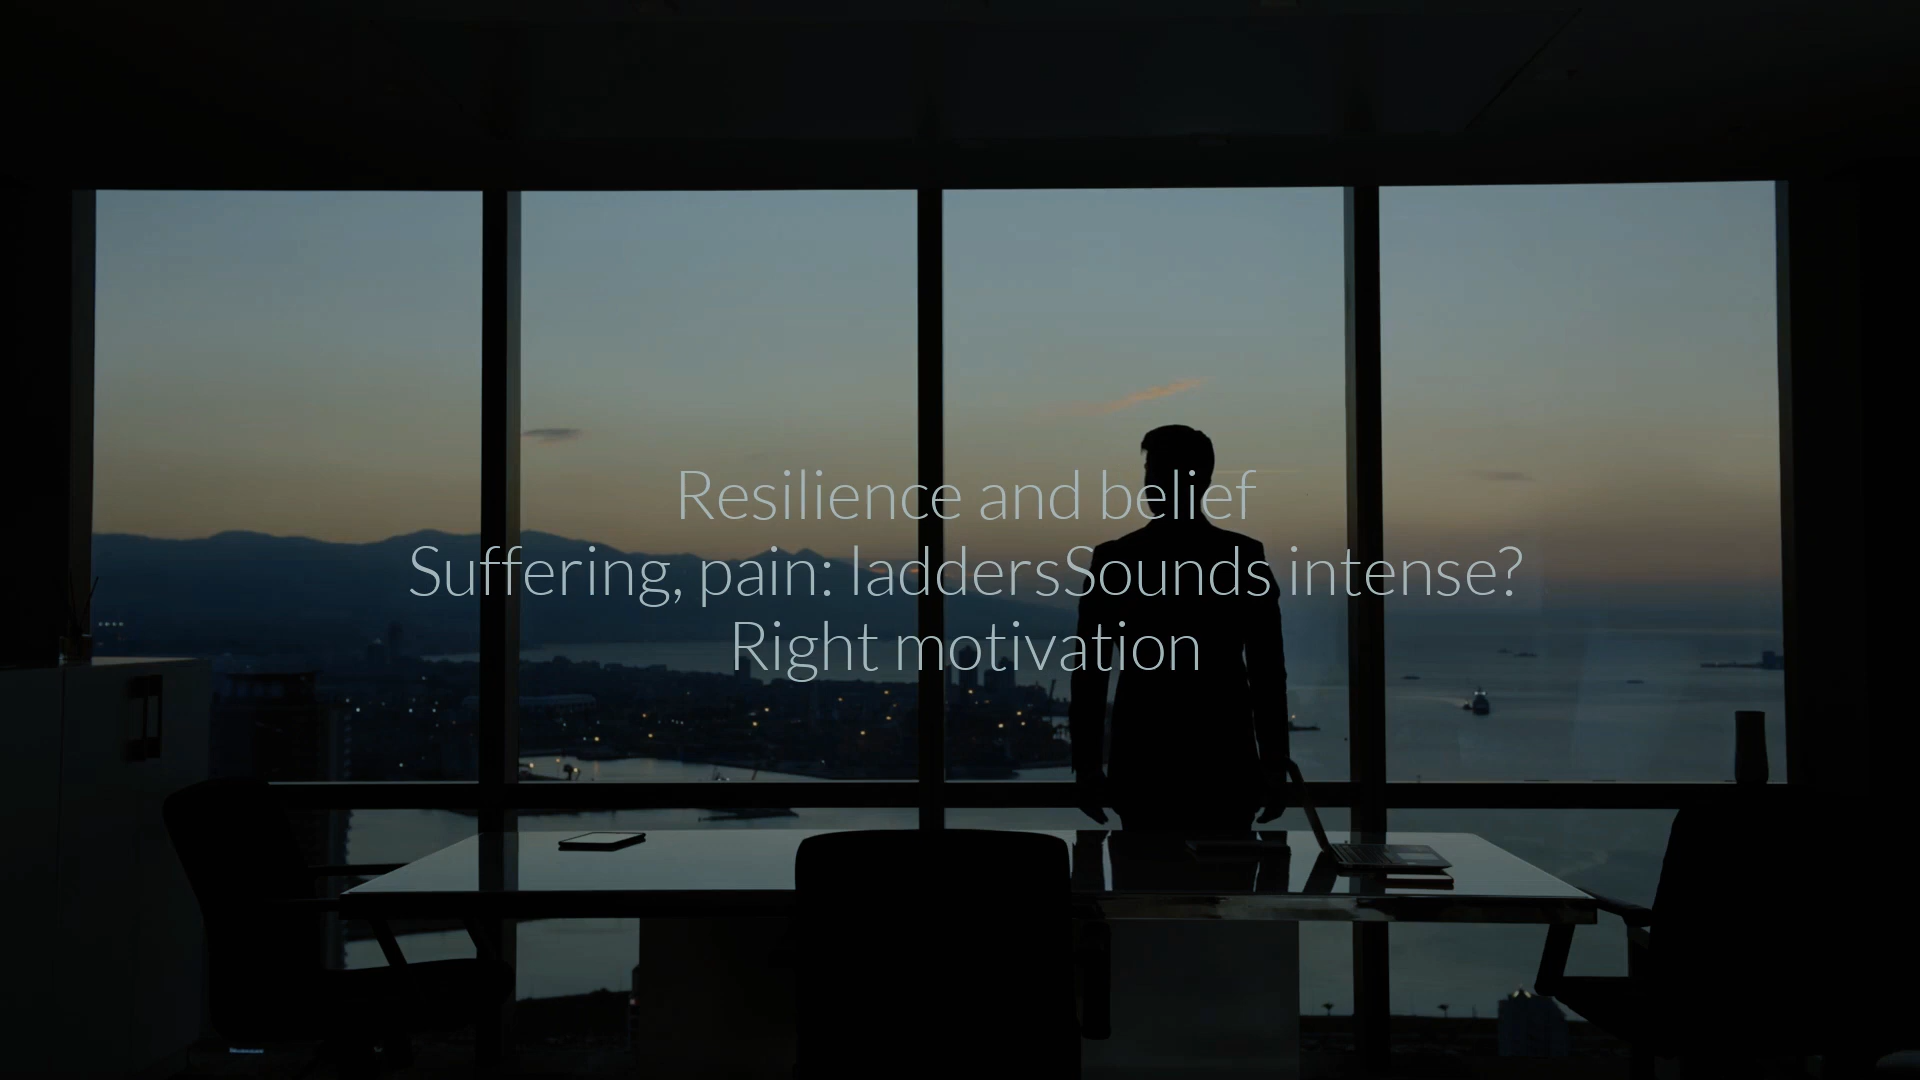 Resilience and belief
Suffering, pain: laddersSounds intense?
Right motivation